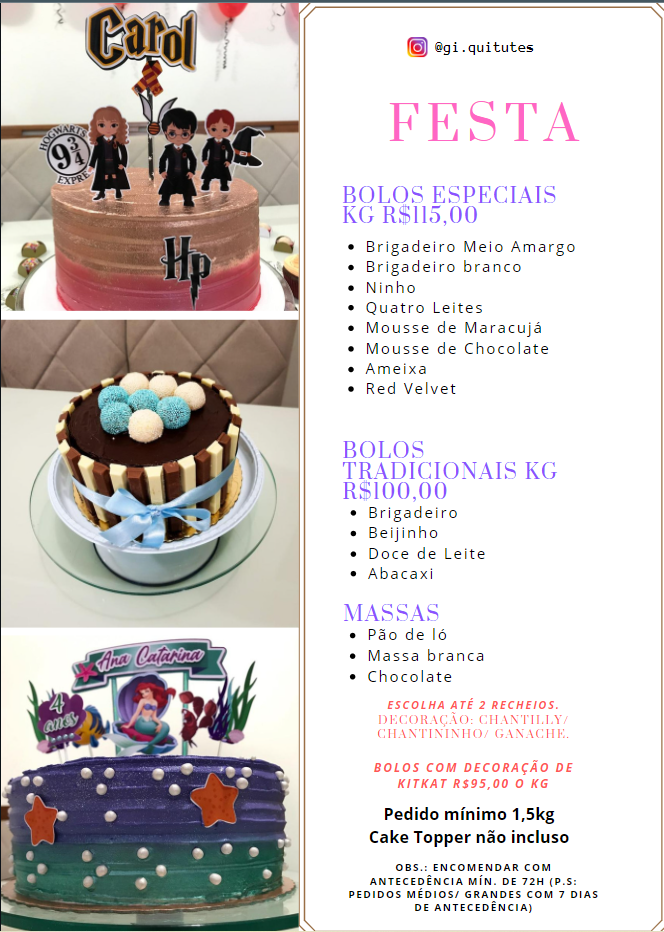 Carol
HOGWARTS
9 3/4
EXPRE
Hp
Ana Catarina
4
anos
@gi.quitutes
FESTA
BOLOS ESPECIAIS
KG R$115,00
• Brigadeiro Meio Amargo
• Brigadeiro branco
• Ninho
• Quatro Leites
• Mousse de Maracujá
• Mousse de Chocolate
• Ameixa
• Red Velvet
BOLOS
TRADICIONAIS KG
R$100,00
• Brigadeiro
• Beijinho
• Doce de Leite
• Abacaxi
MASSAS
• Pão de ló
• Massa branca
• Chocolate
ESCOLHA ATÉ 2 RECHEIOS.
DECORAÇÃO: CHANTILLY/
CHANTININHO/ GANACHE.
BOLOS COM DECORAÇÃO DE
KITKAT R$95,00 O KG
Pedido mínimo 1,5kg
Cake Topper não incluso
OBS.: ENCOMENDAR COM
ANTECEDÊNCIA MÍN. DE 72H (P.S:
PEDIDOS MÉDIOS/ GRANDES COM 7 DIAS
DE ANTECEDÊNCIA)